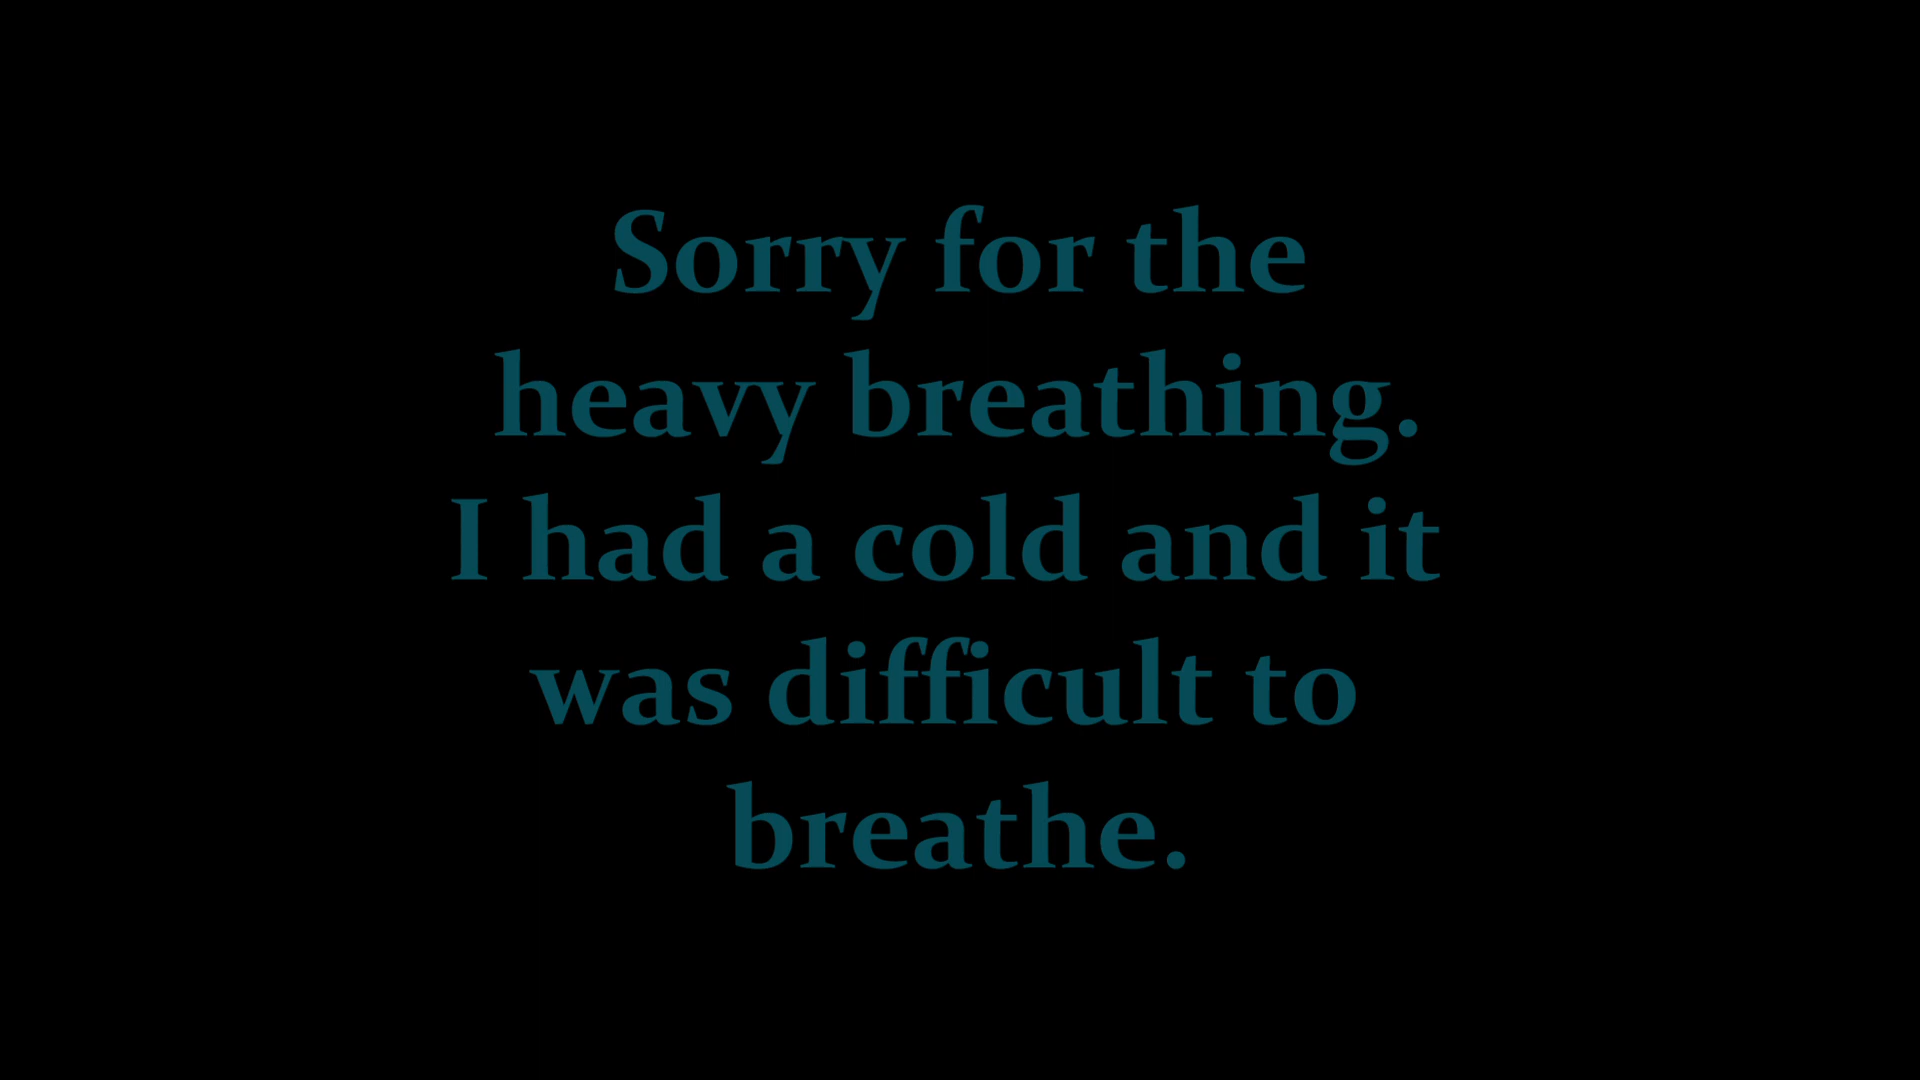 Sorry for the
heavy breathing.
I had a cold and it
was difficult to
breathe.